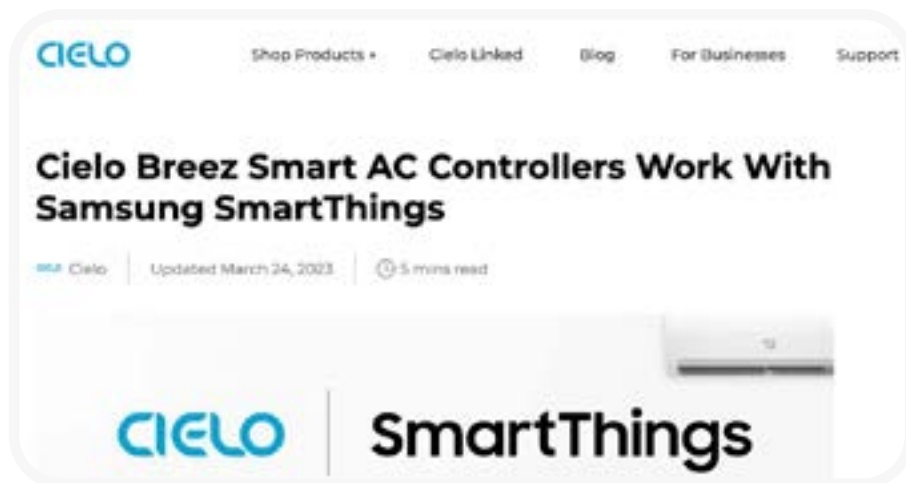 CIELO
Shop Products +
Cielo Linked
Blog
For Businesses
Support
Cielo Breez Smart AC Controllers Work With
Samsung SmartThings
Cielo
Updated March 24, 2023
5 mins read
CIELO
SmartThings